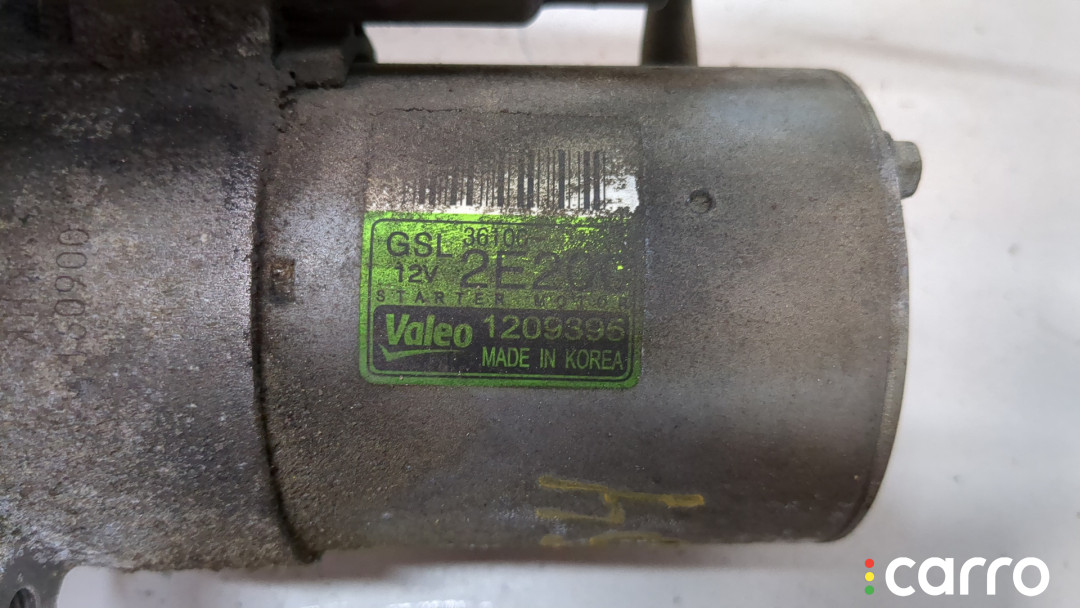 GSL 36100
12V 2E200
STARTER MOTOR
Valeo 1209396
MADE IN KOREA
carro